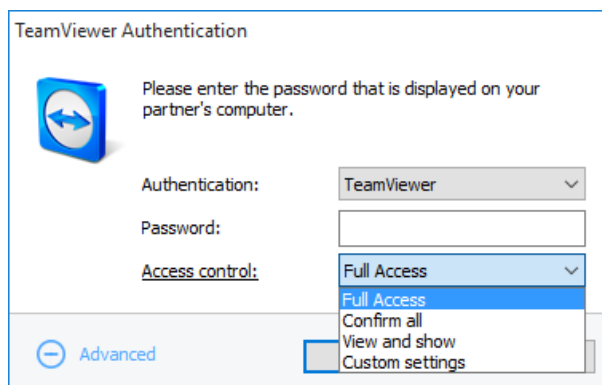 TeamViewer Authentication
Please enter the password that is displayed on your
partner's computer.
Authentication: TeamViewer
Password:
Access control: Full Access
Full Access
Confirm all
View and show
Custom settings
Advanced